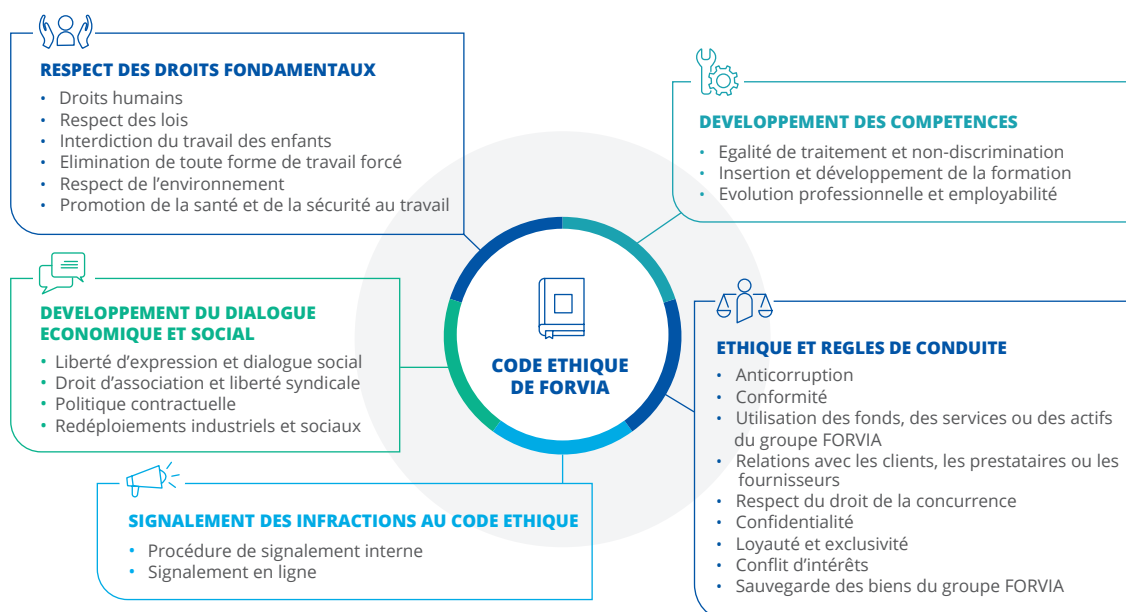 RESPECT DES DROITS FONDAMENTAUX
• Droits humains
• Respect des lois
• Interdiction du travail des enfants
• Elimination de toute forme de travail forcé
• Respect de l'environnement
• Promotion de la santé et de la sécurité au travail
DEVELOPPEMENT DES COMPETENCES
• Egalité de traitement et non-discrimination
• Insertion et développement de la formation
• Evolution professionnelle et employabilité
DEVELOPPEMENT DU DIALOGUE
ECONOMIQUE ET SOCIAL
• Liberté d'expression et dialogue social
• Droit d'association et liberté syndicale
• Politique contractuelle
• Redéploiements industriels et sociaux
CODE ETHIQUE
DE FORVIA
ETHIQUE ET REGLES DE CONDUITE
• Anticorruption
• Conformité
• Utilisation des fonds, des services ou des actifs
du groupe FORVIA
• Relations avec les clients, les prestataires ou les
fournisseurs
• Respect du droit de la concurrence
• Confidentialité
• Loyauté et exclusivité
• Conflit d'intérêts
• Sauvegarde des biens du groupe FORVIA
SIGNALEMENT DES INFRACTIONS AU CODE ETHIQUE
• Procédure de signalement interne
• Signalement en ligne